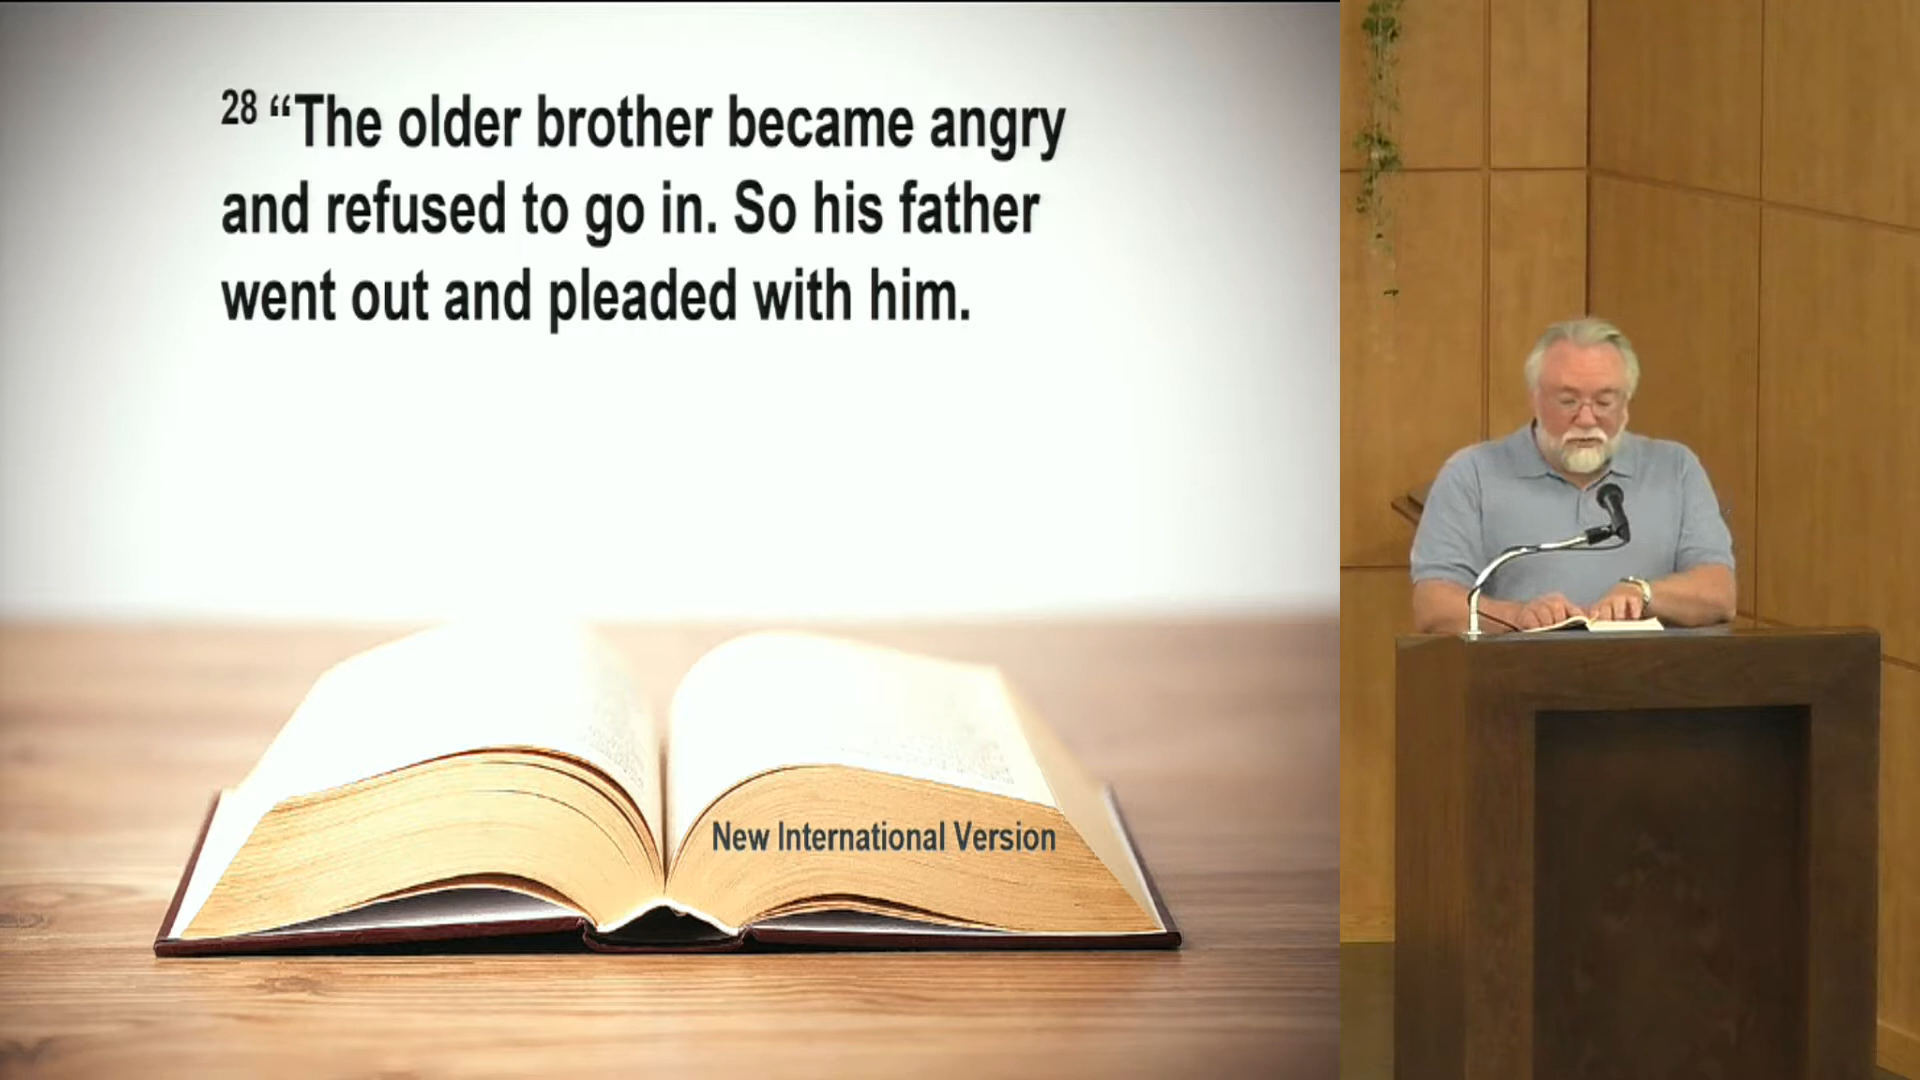 28 “The older brother became angry
and refused to go in. So his father
went out and pleaded with him.
New International Version